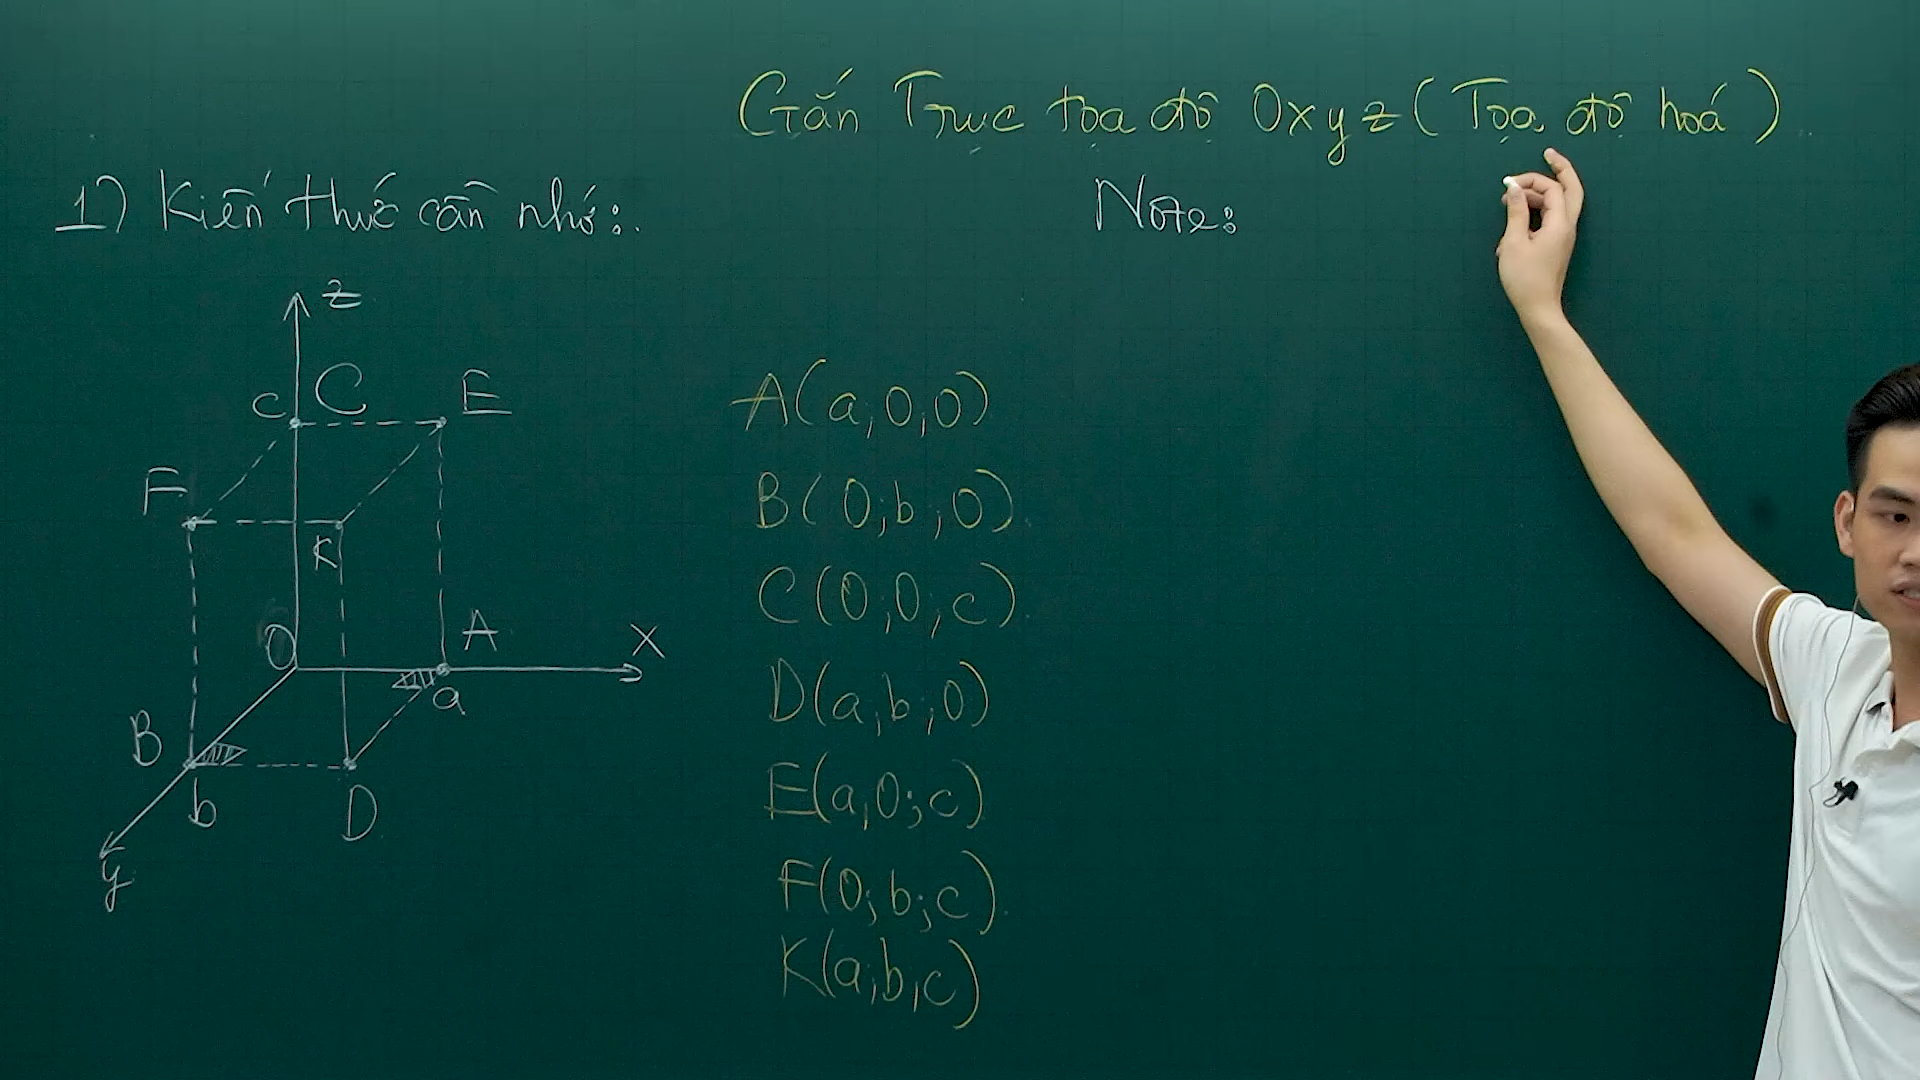 Gắn Trục tọa độ Oxyz (Tọa độ hoá)
1) Kiến thức cần nhớ:
Note:
z
c C E
F
K
O A x
a
B
b D
y
A(a;0;0)
B(0;b;0)
C(0;0;c)
D(a;b;0)
E(a,0;c)
F(0;b;c)
K(a;b;c)